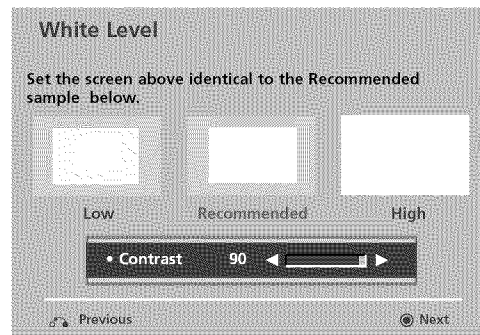 White Level
Set the screen above identical to the Recommended
sample below.
Low Recommended High
• Contrast 90
Previous Next